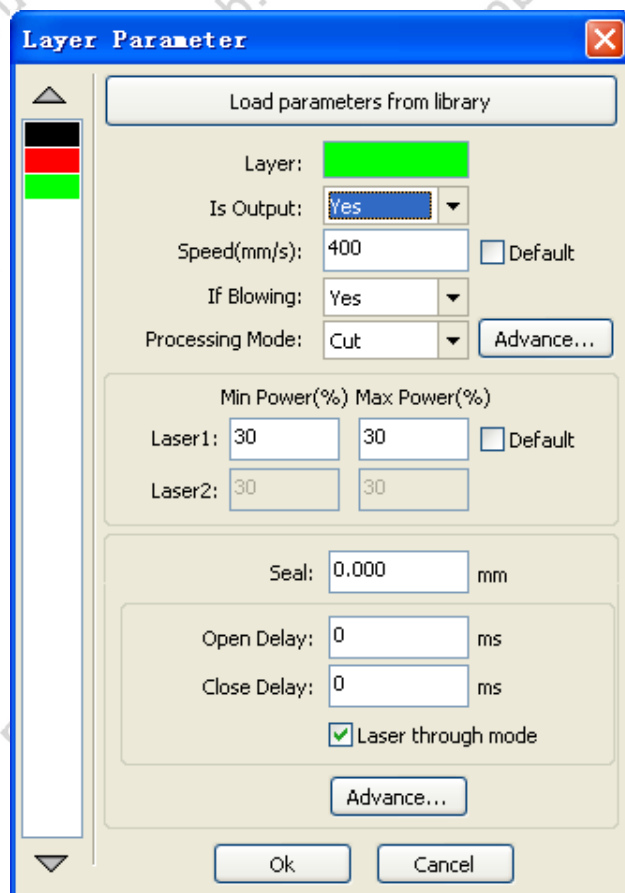 Layer Parameter
Load parameters from library
Layer:
Is Output: Yes
Speed(mm/s): 400 Default
If Blowing: Yes
Processing Mode: Cut Advance...
Min Power(%) Max Power(%)
Laser1: 30 30 Default
Laser2: 30 30
Seal: 0.000 mm
Open Delay: 0 ms
Close Delay: 0 ms
Laser through mode
Advance...
Ok Cancel